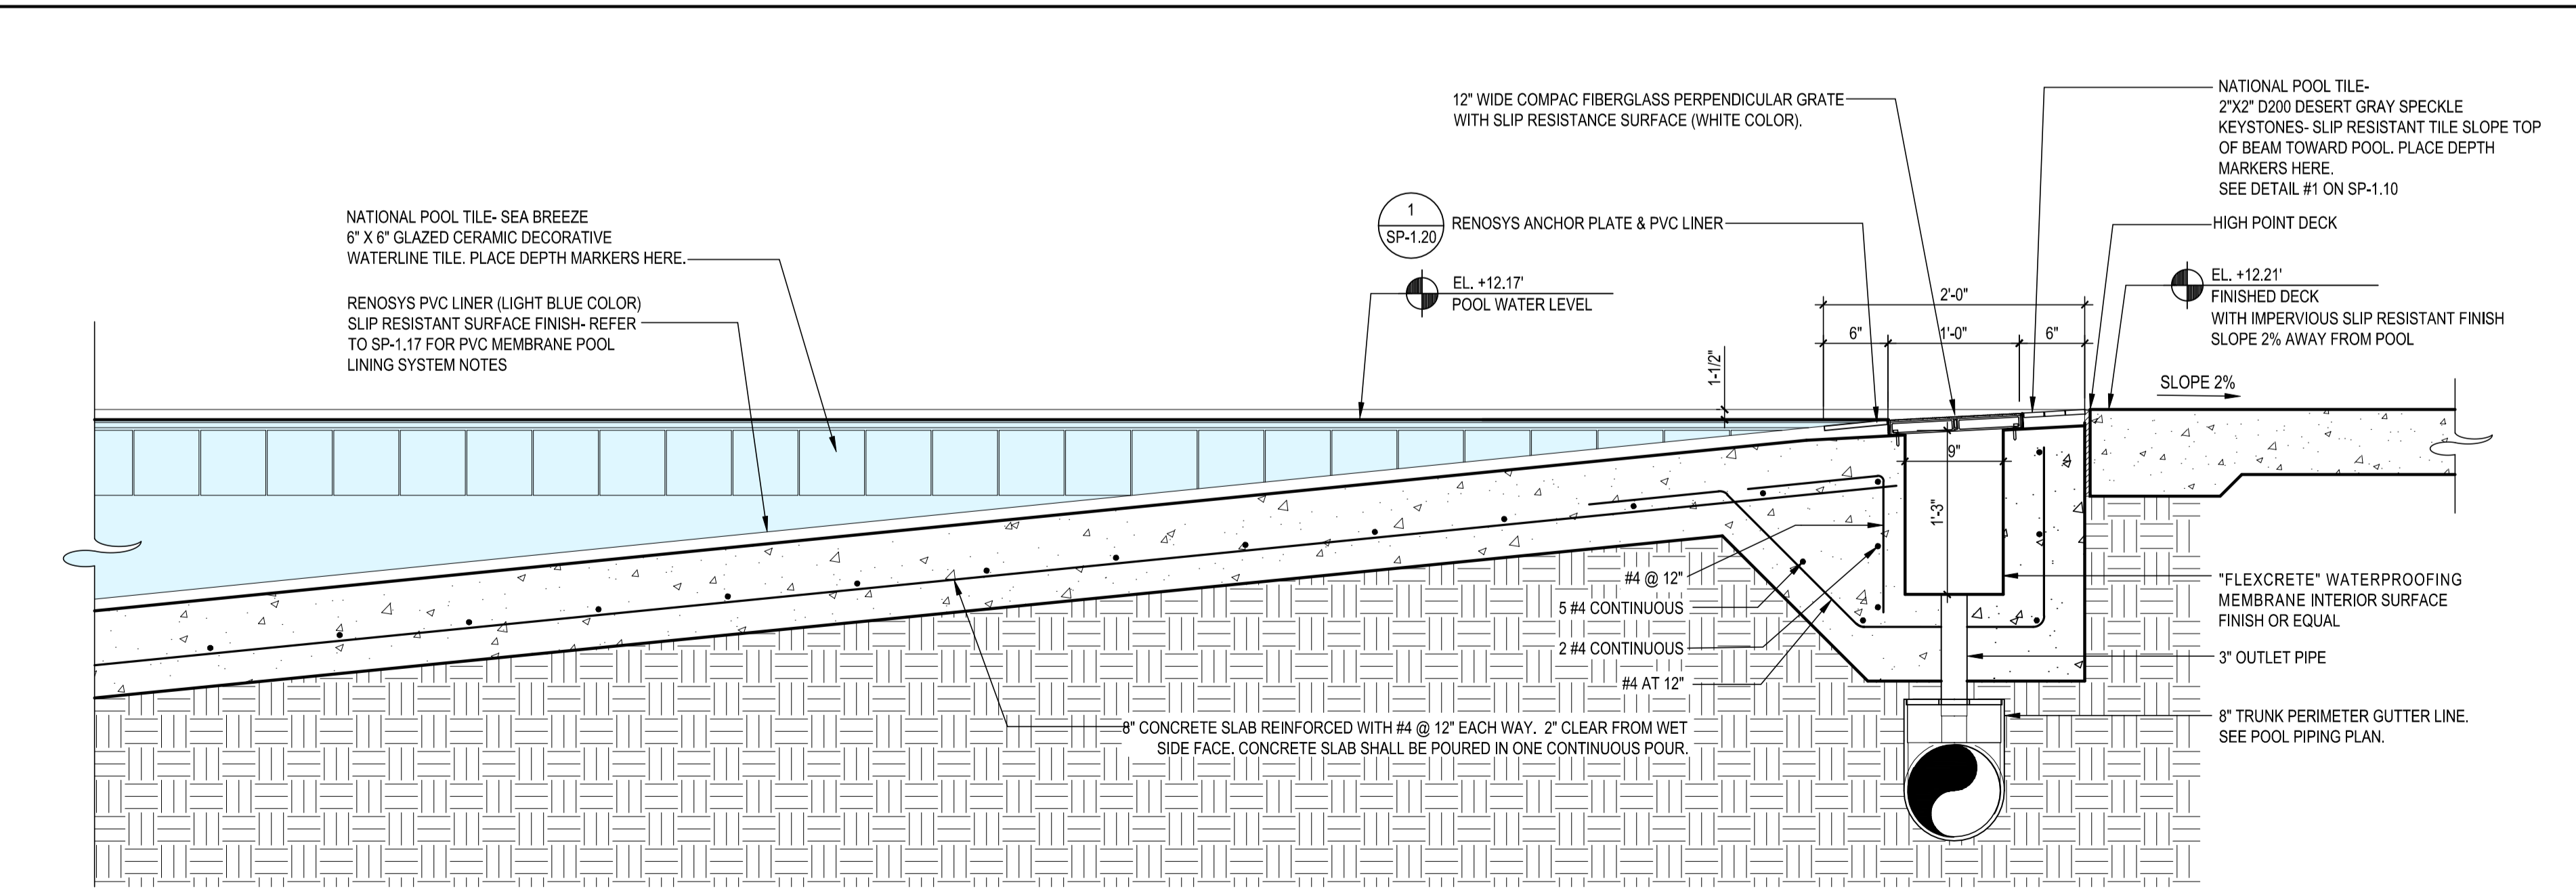 12" WIDE COMPAC FIBERGLASS PERPENDICULAR GRATE
WITH SLIP RESISTANCE SURFACE (WHITE COLOR).
NATIONAL POOL TILE-
2"X2" D200 DESERT GRAY SPECKLE
KEYSTONES- SLIP RESISTANT TILE SLOPE TOP
OF BEAM TOWARD POOL. PLACE DEPTH
MARKERS HERE.
SEE DETAIL #1 ON SP-1.10
NATIONAL POOL TILE- SEA BREEZE
6" X 6" GLAZED CERAMIC DECORATIVE
WATERLINE TILE. PLACE DEPTH MARKERS HERE.
1
SP-1.20
RENOSYS ANCHOR PLATE & PVC LINER
HIGH POINT DECK
RENOSYS PVC LINER (LIGHT BLUE COLOR)
SLIP RESISTANT SURFACE FINISH- REFER
TO SP-1.17 FOR PVC MEMBRANE POOL
LINING SYSTEM NOTES
EL. +12.17'
POOL WATER LEVEL
EL. +12.21'
FINISHED DECK
WITH IMPERVIOUS SLIP RESISTANT FINISH
SLOPE 2% AWAY FROM POOL
2'-0"
6"
1'-0"
6"
1-1/2"
SLOPE 2%
9"
1'-3"
#4 @ 12"
5 #4 CONTINUOUS
2 #4 CONTINUOUS
#4 AT 12"
"FLEXCRETE" WATERPROOFING
MEMBRANE INTERIOR SURFACE
FINISH OR EQUAL
3" OUTLET PIPE
8" TRUNK PERIMETER GUTTER LINE.
SEE POOL PIPING PLAN.
8" CONCRETE SLAB REINFORCED WITH #4 @ 12" EACH WAY. 2" CLEAR FROM WET
SIDE FACE. CONCRETE SLAB SHALL BE POURED IN ONE CONTINUOUS POUR.